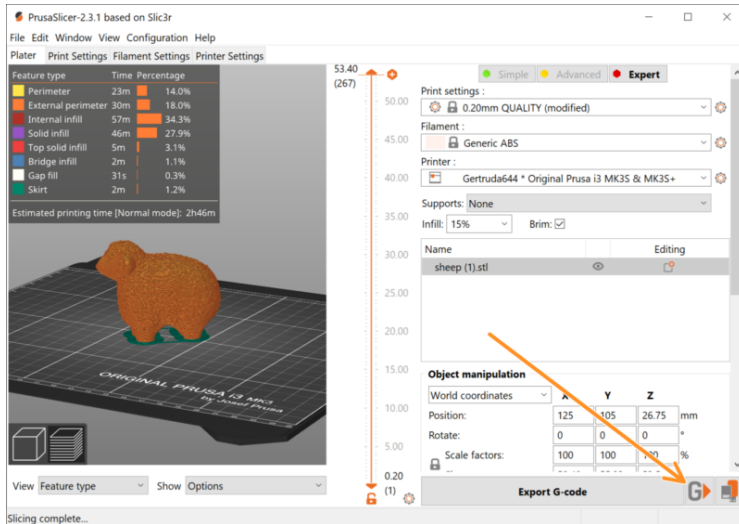 PrusaSlicer-2.3.1 based on Slic3r
File Edit Window View Configuration Help
Plater Print Settings Filament Settings Printer Settings
Feature type Time Percentage
Perimeter 23m 14.0%
External perimeter 30m 18.0%
Internal infill 57m 34.3%
Solid infill 46m 27.9%
Top solid infill 5m 3.1%
Bridge infill 2m 1.1%
Gap fill 31s 0.3%
Skirt 2m 1.2%
Estimated printing time [Normal mode]: 2h46m
ORIGINAL PRUSA i3 MK3
by Josef Prusa
View Feature type Show Options
53.40
(267)
50.00
45.00
40.00
35.00
30.00
25.00
20.00
15.00
10.00
5.00
0.20
(1)
Simple Advanced Expert
Print settings :
0.20mm QUALITY (modified)
Filament :
Generic ABS
Printer :
Gertruda644 * Original Prusa i3 MK3S & MK3S+
Supports: None
Infill: 15% Brim:
Name Editing
sheep (1).stl
Object manipulation
World coordinates X Y Z
Position: 125 105 26.75 mm
Rotate: 0 0 0 °
Scale factors: 100 100 100 %
Export G-code G
Slicing complete...